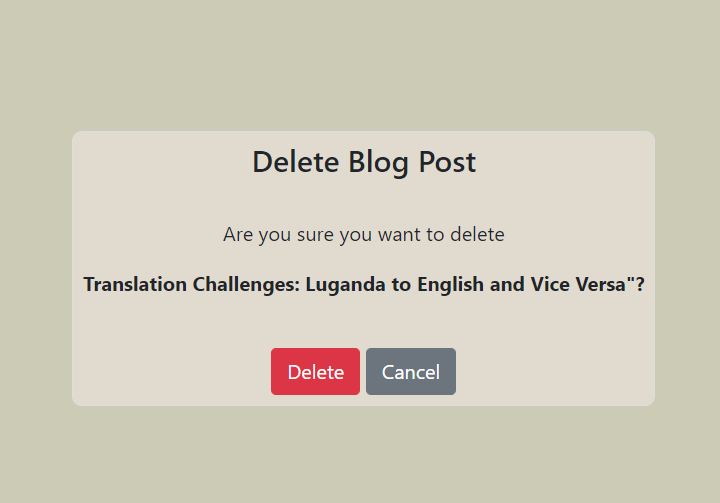 Delete Blog Post
Are you sure you want to delete
Translation Challenges: Luganda to English and Vice Versa"?
Delete
Cancel